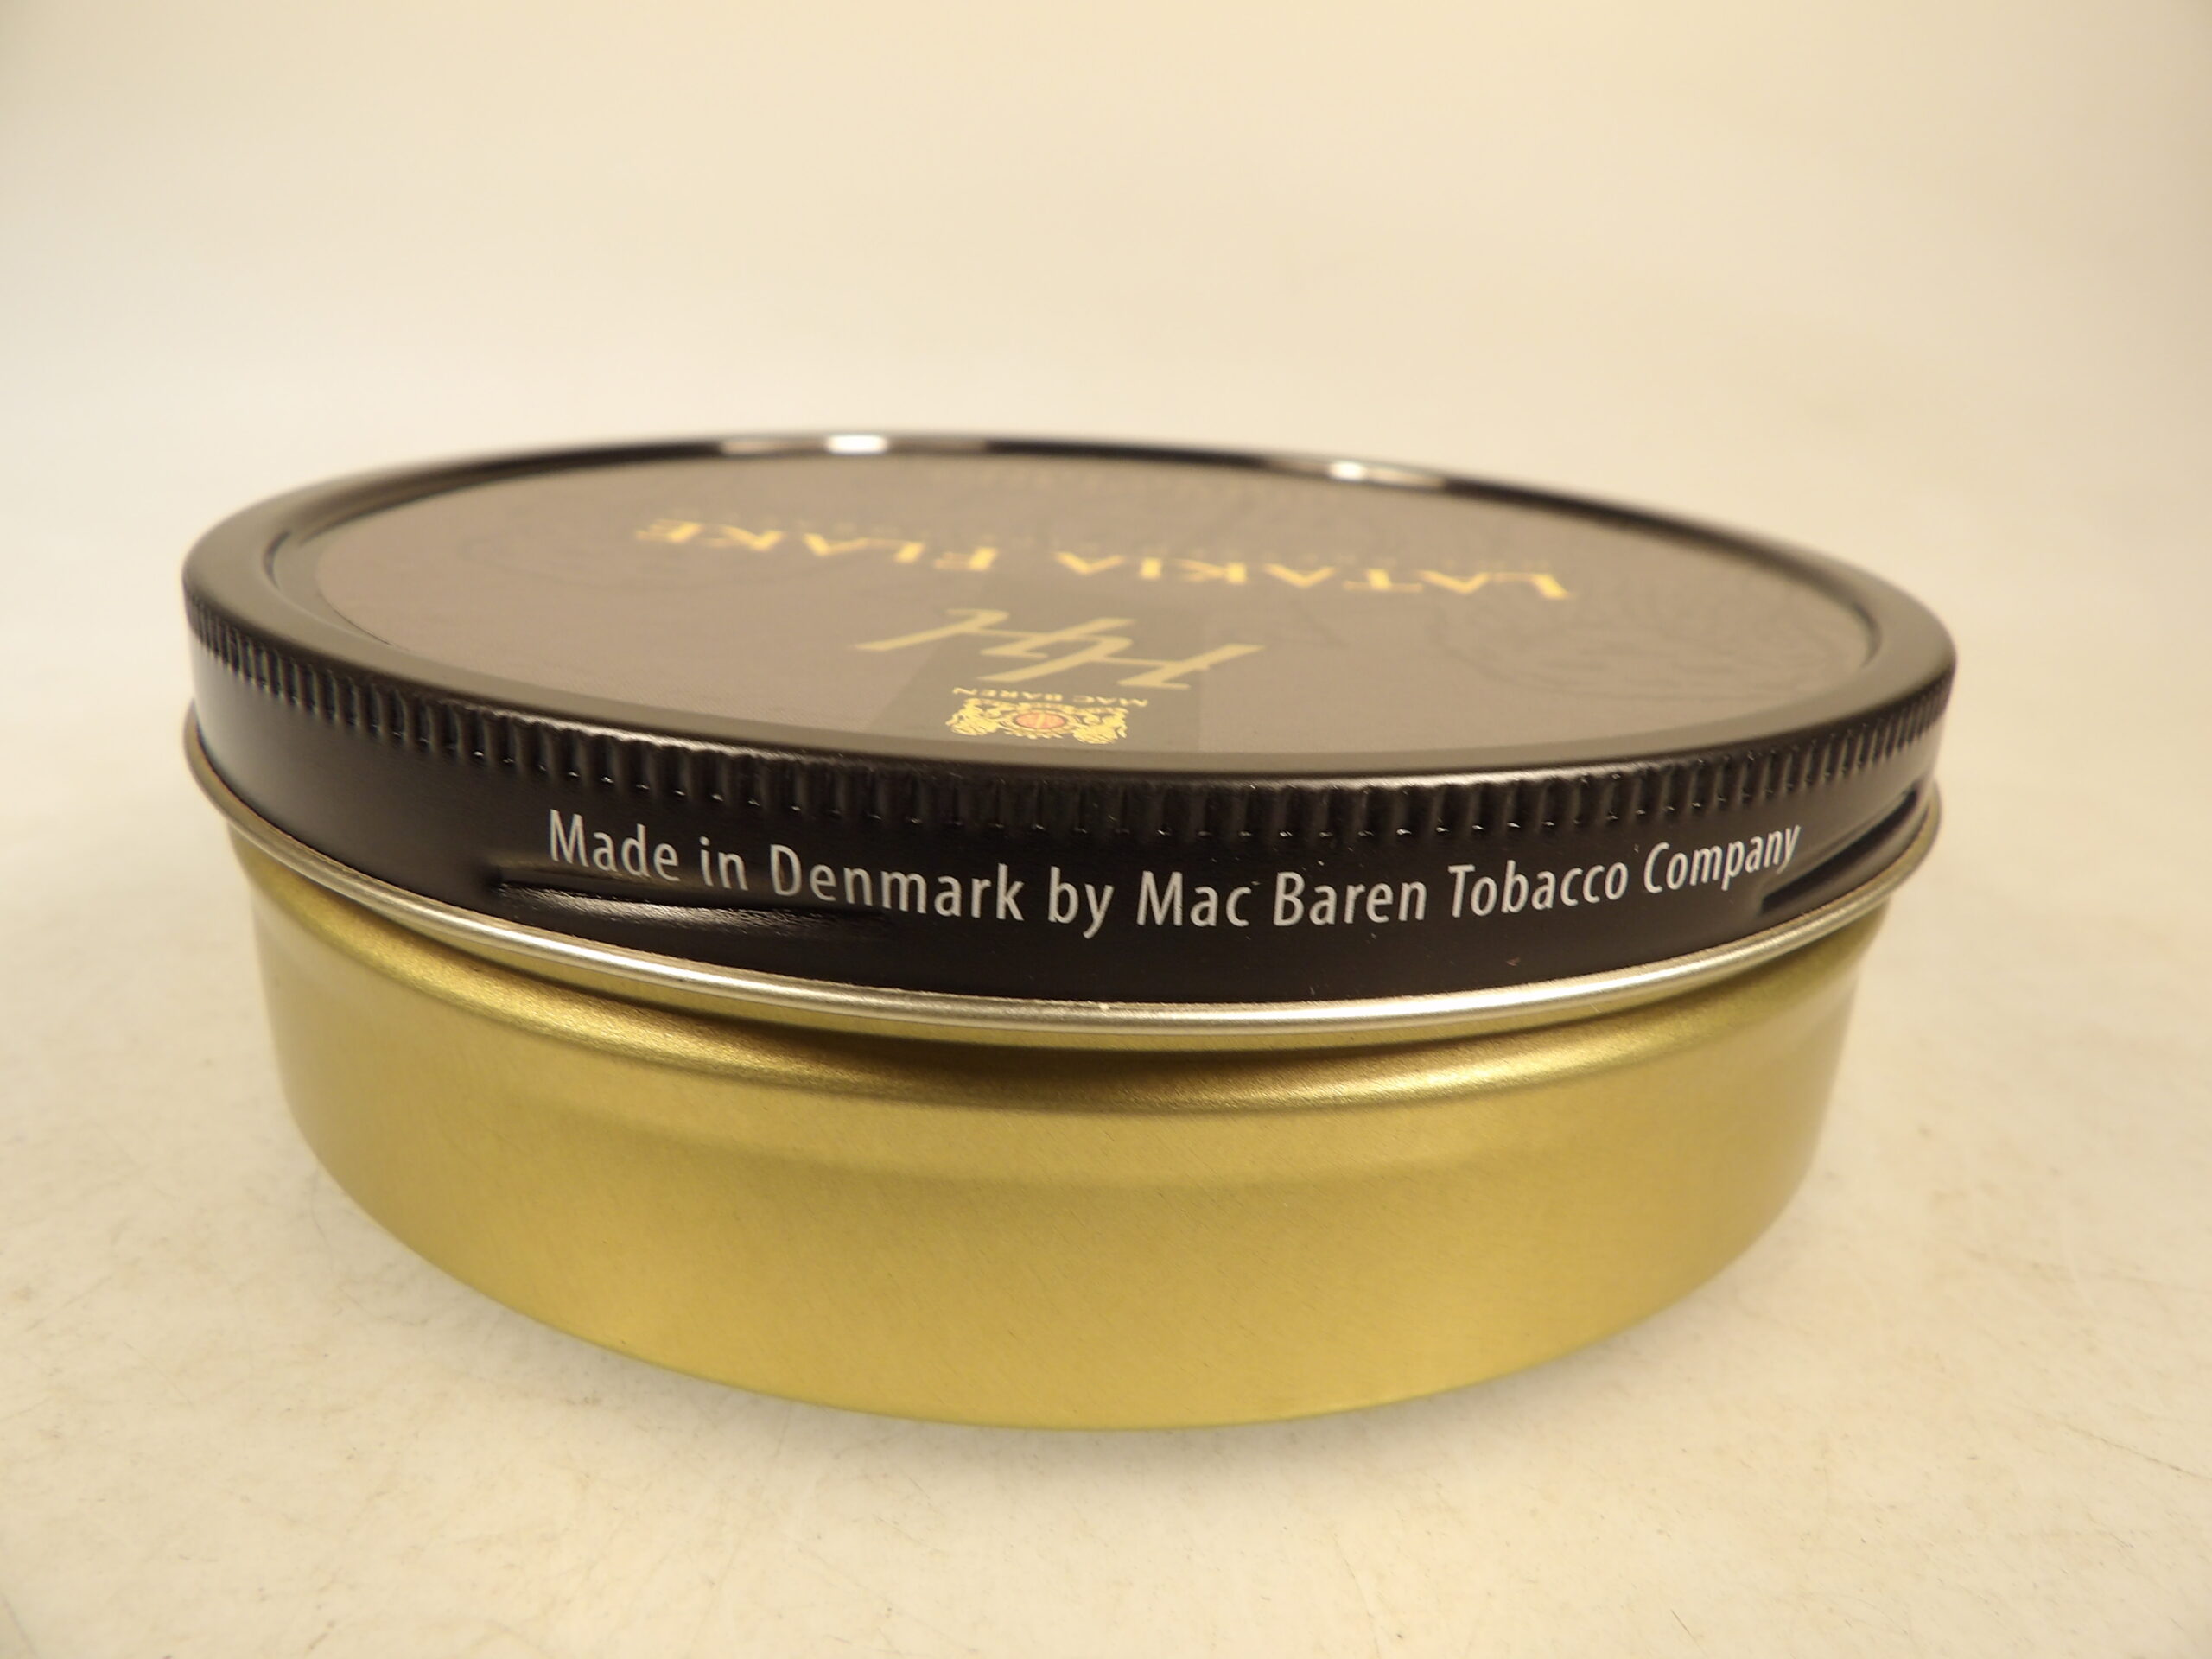 LATAKIA FLAKE
HH
MAC BAREN
Made in Denmark by Mac Baren Tobacco Company